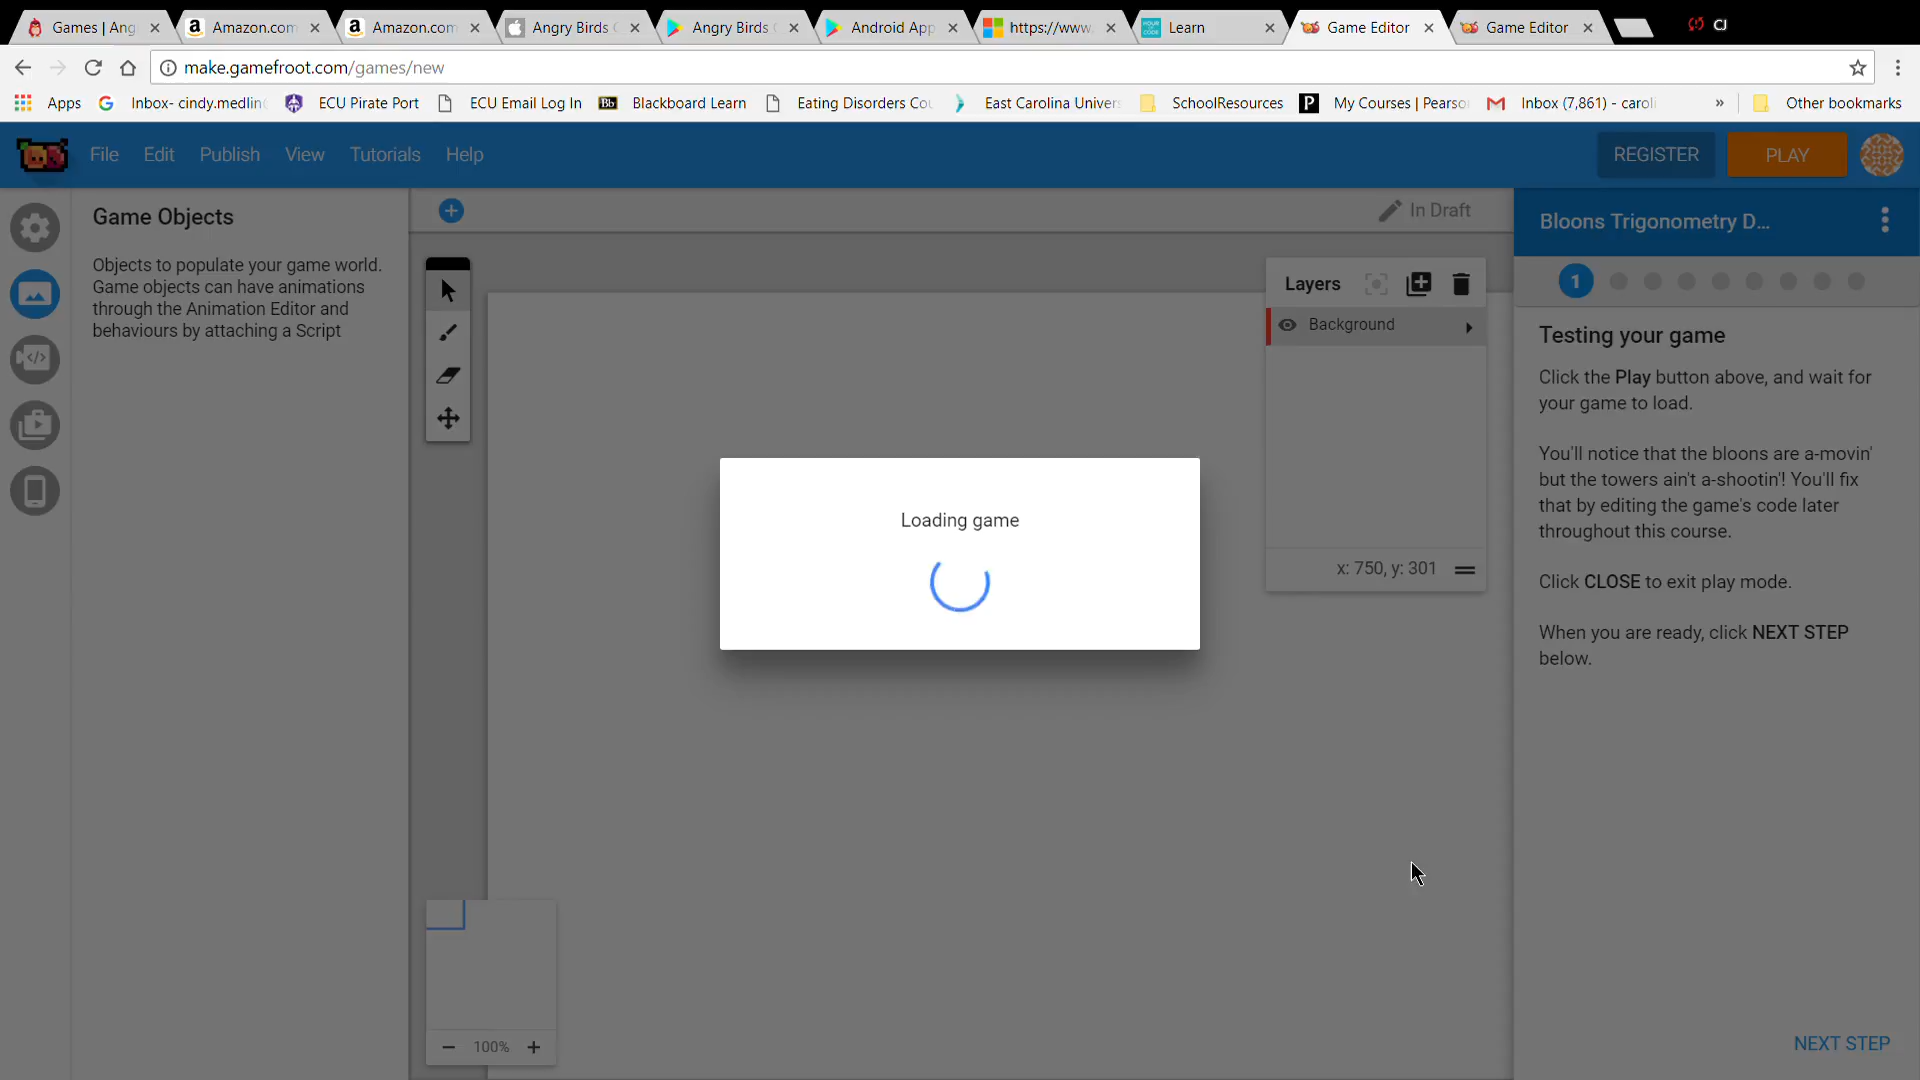 Games | Ang
Amazon.com
Amazon.com
Angry Birds
Angry Birds
Android App
https://www.
Learn
Game Editor
Game Editor
CJ
make.gamefroot.com/games/new
Apps
Inbox- cindy.medlin
ECU Pirate Port
ECU Email Log In
Bb
Blackboard Learn
Eating Disorders Cou
East Carolina Univers
SchoolResources
P
My Courses | Pearso
Inbox (7,861) - caroli
»
Other bookmarks
File
Edit
Publish
View
Tutorials
Help
REGISTER
PLAY
Game Objects
Objects to populate your game world.
Game objects can have animations
through the Animation Editor and
behaviours by attaching a Script
In Draft
Layers
Background
x: 750, y: 301
Loading game
100%
Bloons Trigonometry D...
1
Testing your game
Click the Play button above, and wait for
your game to load.
You'll notice that the bloons are a-movin'
but the towers ain't a-shootin'! You'll fix
that by editing the game's code later
throughout this course.
Click CLOSE to exit play mode.
When you are ready, click NEXT STEP
below.
NEXT STEP